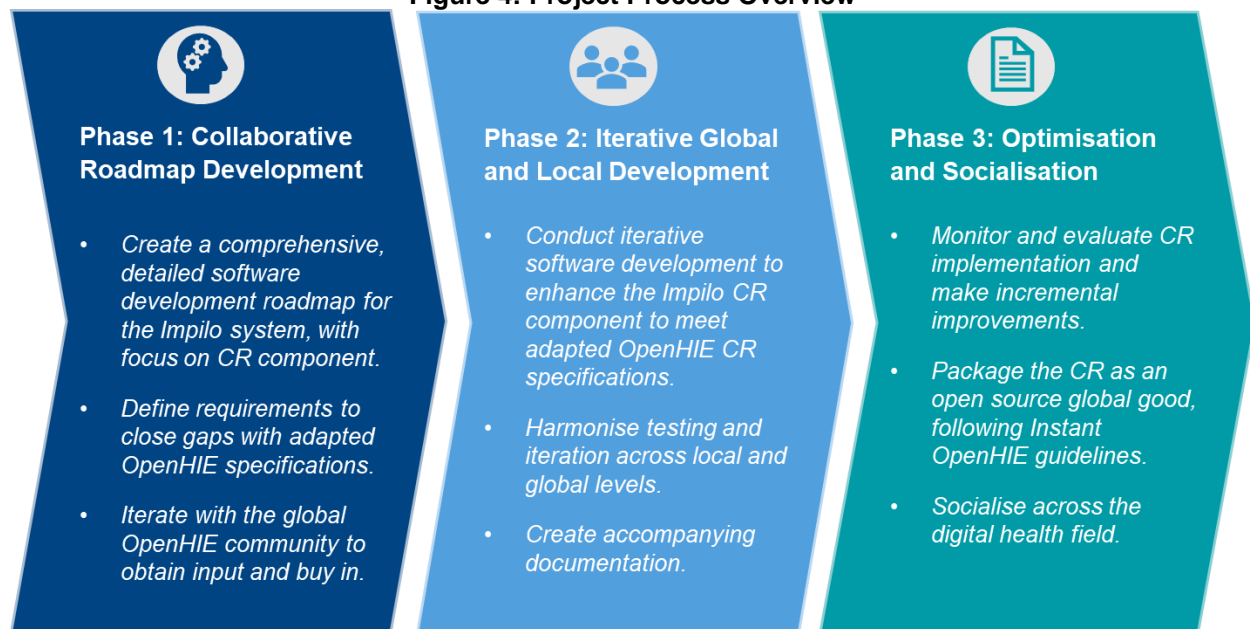 Figure 4: Project Process Overview
Phase 1: Collaborative
Roadmap Development
• Create a comprehensive,
detailed software
development roadmap for
the Impilo system, with
focus on CR component.
• Define requirements to
close gaps with adapted
OpenHIE specifications.
• Iterate with the global
OpenHIE community to
obtain input and buy in.
Phase 2: Iterative Global
and Local Development
• Conduct iterative
software development to
enhance the Impilo CR
component to meet
adapted OpenHIE CR
specifications.
• Harmonise testing and
iteration across local and
global levels.
• Create accompanying
documentation.
Phase 3: Optimisation
and Socialisation
• Monitor and evaluate CR
implementation and
make incremental
improvements.
• Package the CR as an
open source global good,
following Instant
OpenHIE guidelines.
• Socialise across the
digital health field.